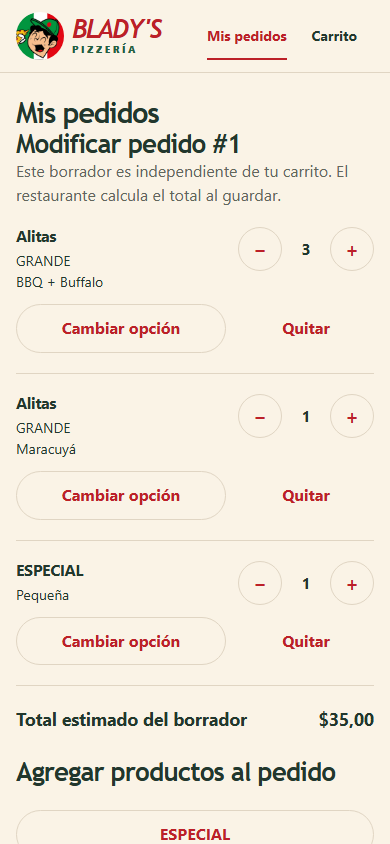 BLADY'S
PIZZERÍA
Mis pedidos
Carrito
Mis pedidos
Modificar pedido #1
Este borrador es independiente de tu carrito. El
restaurante calcula el total al guardar.
Alitas
GRANDE
BBQ + Buffalo
− 3 +
Cambiar opción
Quitar
Alitas
GRANDE
Maracuyá
− 1 +
Cambiar opción
Quitar
ESPECIAL
Pequeña
− 1 +
Cambiar opción
Quitar
Total estimado del borrador $35,00
Agregar productos al pedido
ESPECIAL